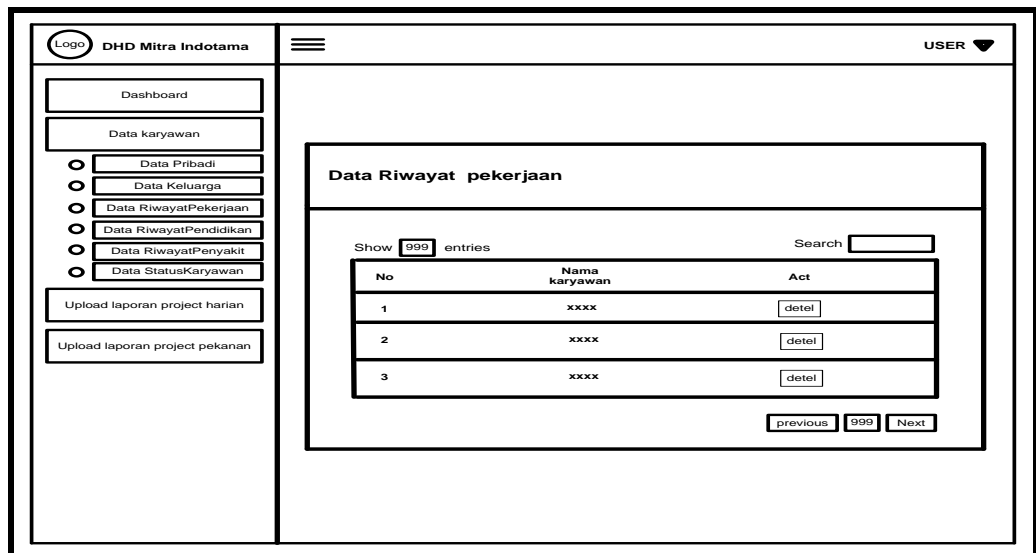 Logo DHD Mitra Indotama
USER
Dashboard
Data karyawan
Data Pribadi
Data Keluarga
Data RiwayatPekerjaan
Data RiwayatPendidikan
Data RiwayatPenyakit
Data StatusKaryawan
Upload laporan project harian
Upload laporan project pekanan
Data Riwayat pekerjaan
Show 999 entries Search
No Nama karyawan Act
1 xxxx detel
2 xxxx detel
3 xxxx detel
previous 999 Next